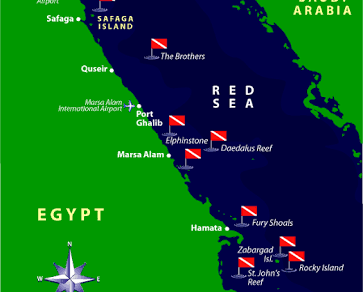 Airport
SAUDI
ARABIA
Safaga
SAFAGA
ISLAND
The Brothers
Quseir
RED
SEA
Marsa Alam
International Airport
Port
Ghalib
Elphinstone
Daedalus Reef
Marsa Alam
EGYPT
Fury Shoals
Hamata
Zabargad
Isl.
Rocky Island
St. John's
Reef
N
W
E
S